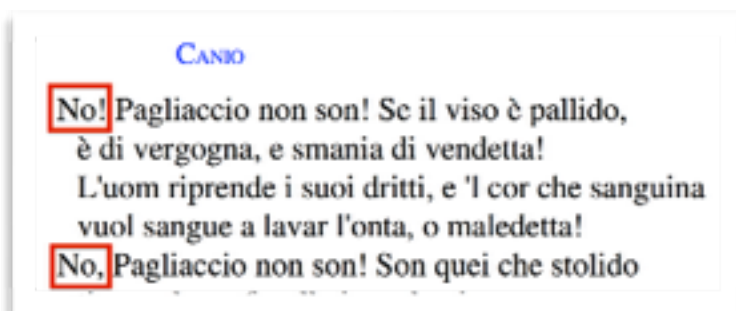 CANIO
No! Pagliaccio non son! Se il viso è pallido,
è di vergogna, e smania di vendetta!
L'uom riprende i suoi dritti, e 'l cor che sanguina
vuol sangue a lavar l'onta, o maledetta!
No, Pagliaccio non son! Son quei che stolido